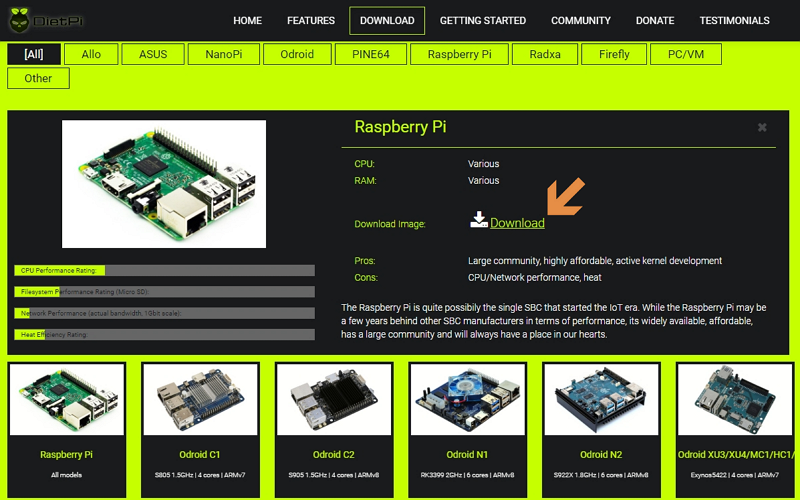 DietPi
HOME
FEATURES
DOWNLOAD
GETTING STARTED
COMMUNITY
DONATE
TESTIMONIALS
[All]
Allo
ASUS
NanoPi
Odroid
PINE64
Raspberry Pi
Radxa
Firefly
PC/VM
Other
Raspberry Pi
CPU: Various
RAM: Various
Download Image: Download
Pros: Large community, highly affordable, active kernel development
Cons: CPU/Network performance, heat
CPU Performance Rating:
Filesystem Performance Rating (Micro SD):
Network Performance (actual bandwidth, 1Gbit scale):
Heat Efficiency Rating:
The Raspberry Pi is quite possibily the single SBC that started the IoT era. While the Raspberry Pi may be
a few years behind other SBC manufacturers in terms of performance, its widely available, affordable,
has a large community and will always have a place in our hearts.
Raspberry Pi
All models
Odroid C1
S805 1.5GHz | 4 cores | ARMv7
Odroid C2
S905 1.5GHz | 4 cores | ARMv8
Odroid N1
RK3399 2GHz | 6 cores | ARMv8
Odroid N2
S922X 1.8GHz | 6 cores | ARMv8
Odroid XU3/XU4/MC1/HC1/
Exynos5422 | 4 cores | ARMv7